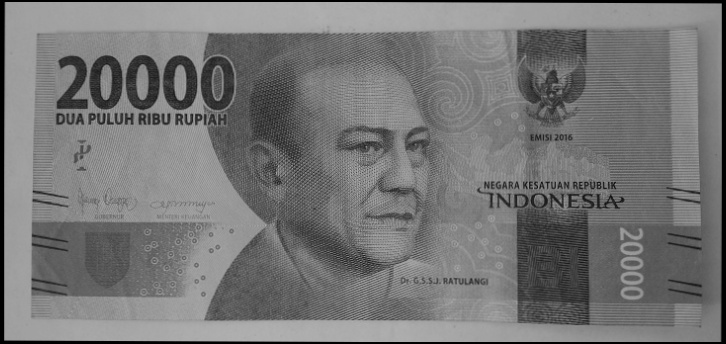 20000
DUA PULUH RIBU RUPIAH
EMISI 2016
NEGARA KESATUAN REPUBLIK
INDONESIA
GUBERNUR
MENTERI KEUANGAN
20000
Dr. G.S.S.J. RATULANGI